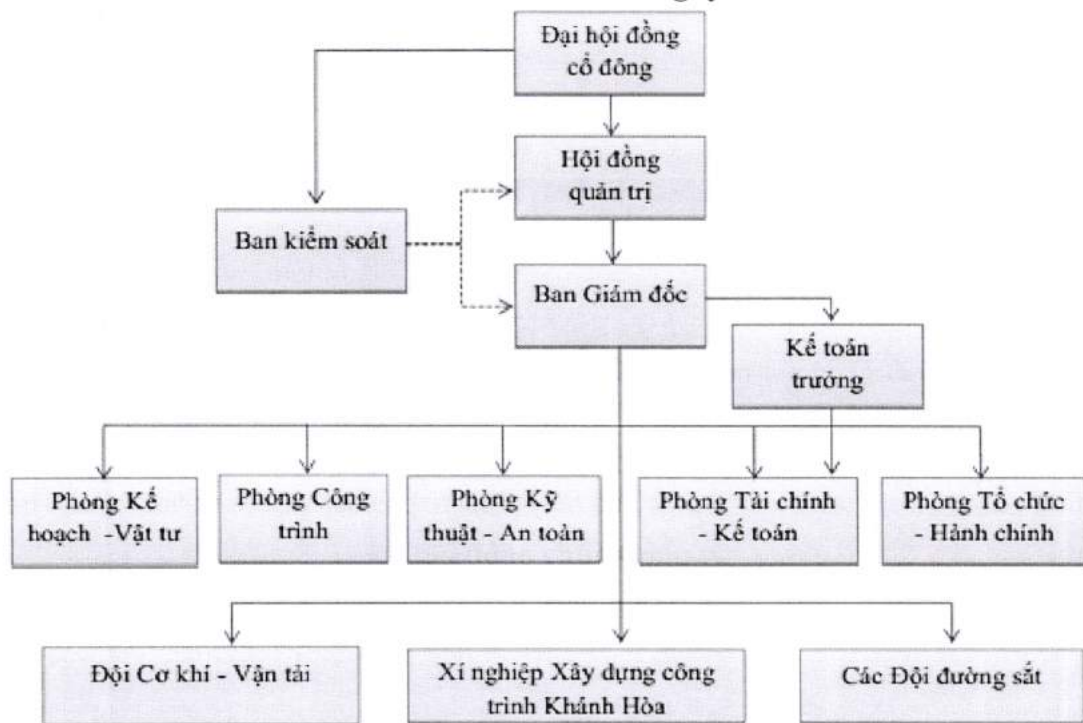 Đại hội đồng
cổ đông
Hội đồng
quản trị
Ban kiểm soát
Ban Giám đốc
Kế toán
trưởng
Phòng Kế
hoạch -Vật tư
Phòng Công
trình
Phòng Kỹ
thuật - An toàn
Phòng Tài chính
- Kế toán
Phòng Tổ chức
- Hành chính
Đội Cơ khí - Vận tải
Xí nghiệp Xây dựng công
trình Khánh Hòa
Các Đội đường sắt